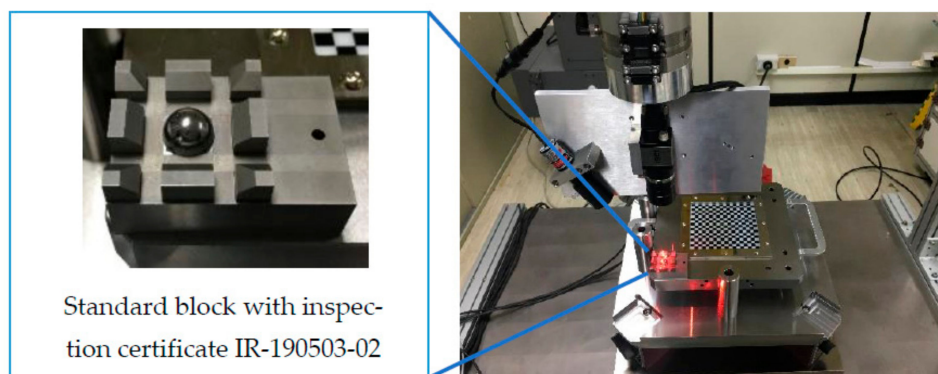 Standard block with inspec-
tion certificate IR-190503-02